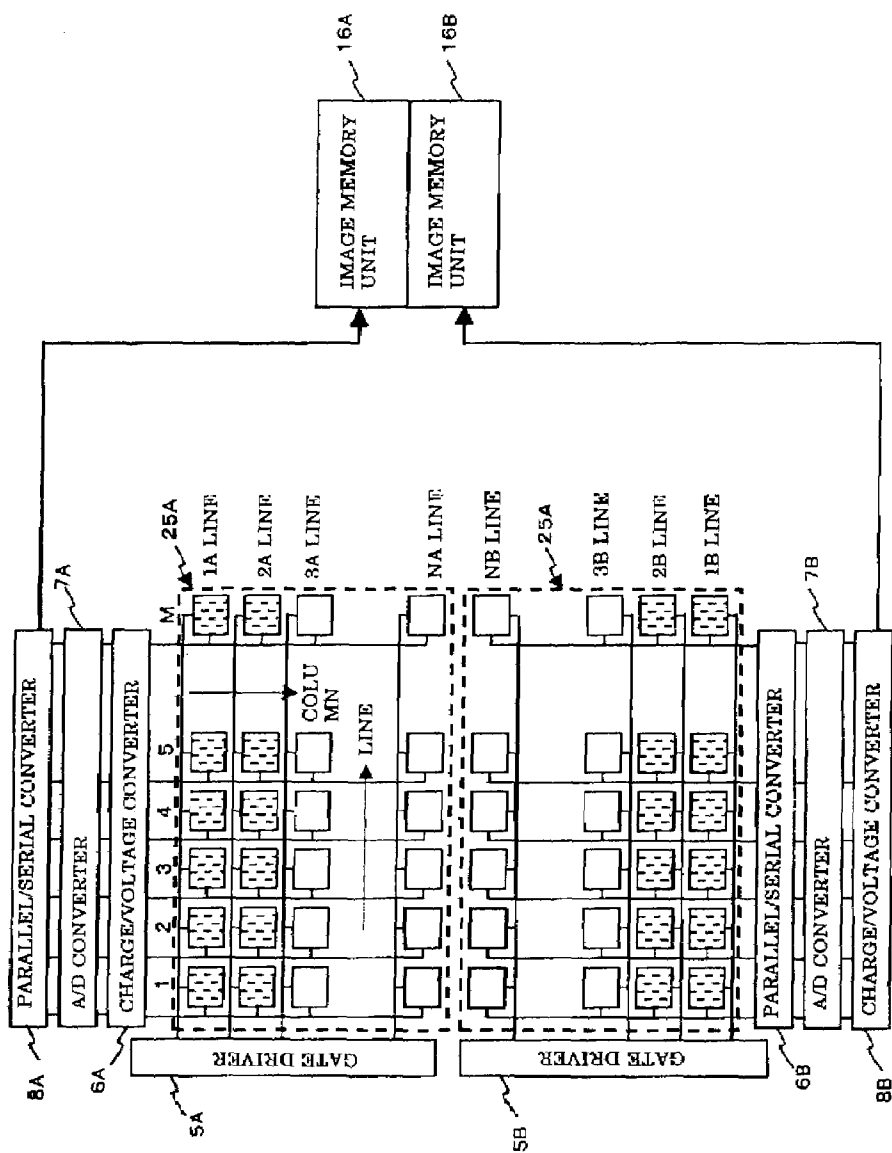 16A
16B
IMAGE MEMORY
UNIT
IMAGE MEMORY
UNIT
8A
PARALLEL/SERIAL CONVERTER
7A
A/D CONVERTER
6A
CHARGE/VOLTAGE CONVERTER
25A
1 2 3 4 5 M
1A LINE
2A LINE
3A LINE
NA LINE
COLU
MN
LINE
5A
GATE DRIVER
5B
GATE DRIVER
NB LINE
25A
3B LINE
2B LINE
1B LINE
6B
PARALLEL/SERIAL CONVERTER
7B
A/D CONVERTER
8B
CHARGE/VOLTAGE CONVERTER